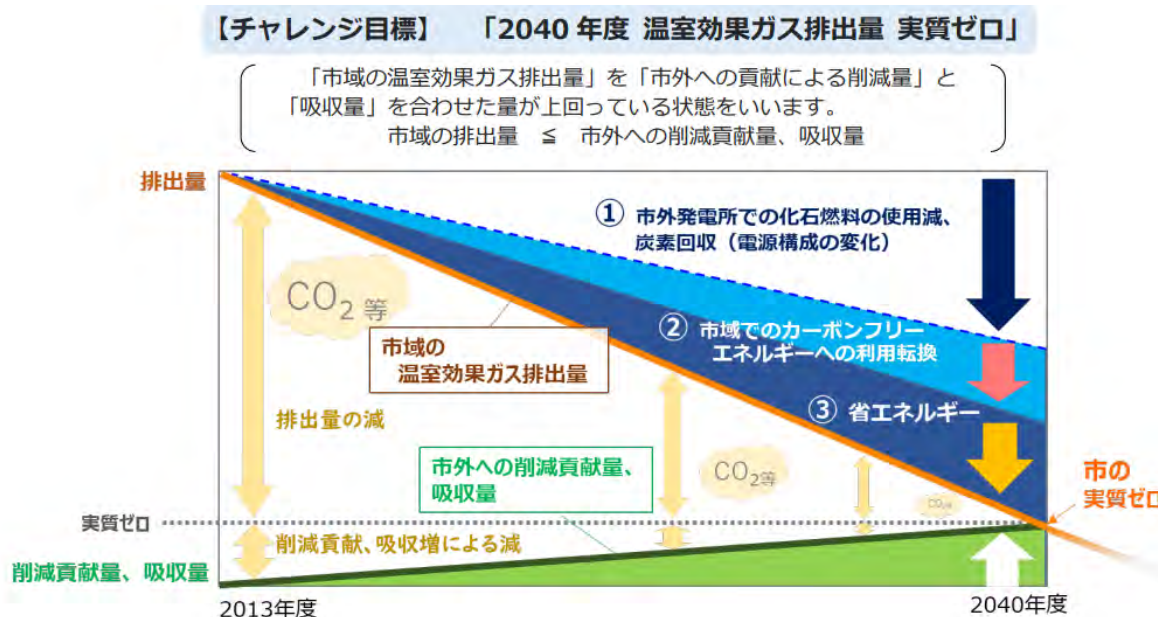 【チャレンジ目標】 「2040 年度 温室効果ガス排出量 実質ゼロ」
「市域の温室効果ガス排出量」を「市外への貢献による削減量」と
「吸収量」を合わせた量が上回っている状態をいいます。
市域の排出量 ≦ 市外への削減貢献量、吸収量
排出量
① 市外発電所での化石燃料の使用減、
炭素回収（電源構成の変化）
CO2 等
② 市域でのカーボンフリー
エネルギーへの利用転換
市域の
温室効果ガス排出量
③ 省エネルギー
排出量の減
市外への削減貢献量、
吸収量
CO2等
市の
実質ゼロ
実質ゼロ
削減貢献、吸収増による減
削減貢献量、吸収量
2013年度
2040年度